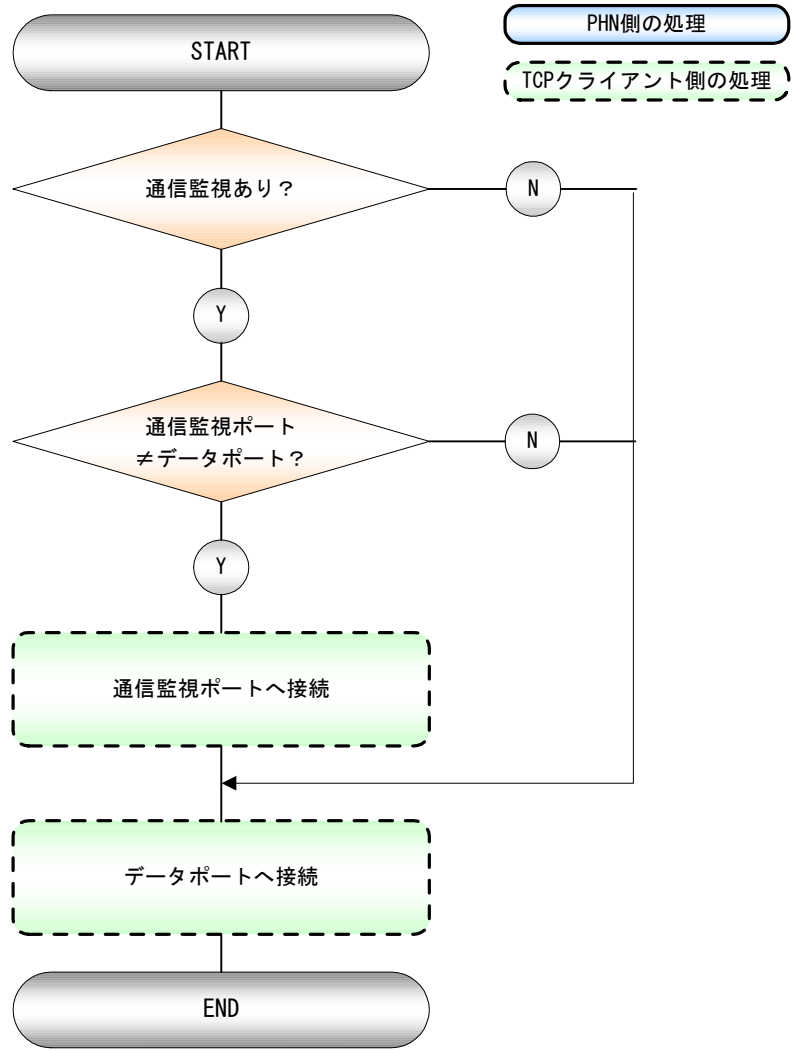 START
PHN側の処理
TCPクライアント側の処理
通信監視あり？
N
Y
通信監視ポート
≠データポート？
N
Y
通信監視ポートへ接続
データポートへ接続
END